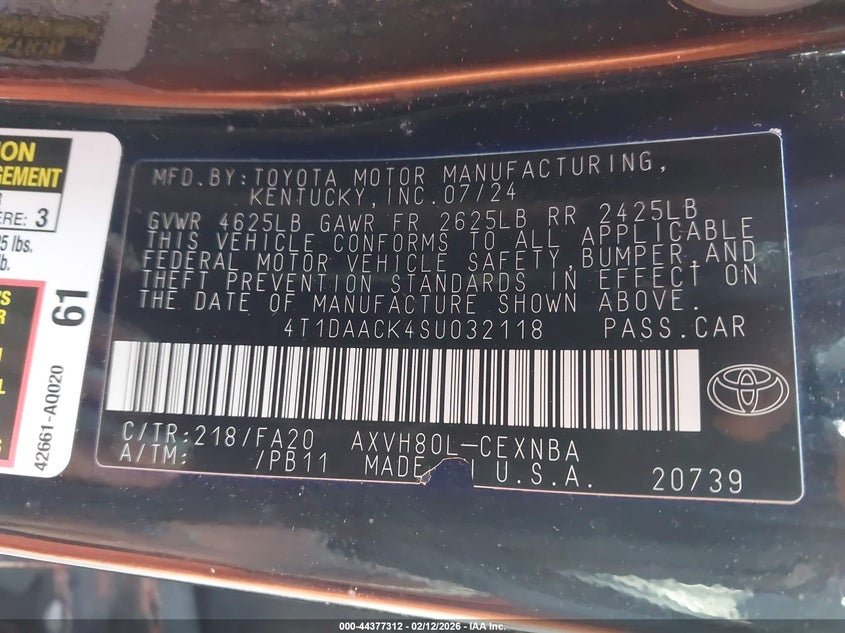 ION
GEMENT
ERE: 3
5 lbs.
lb.
'S
R
L
S
61
42661-AQ020
MFD.BY:TOYOTA MOTOR MANUFACTURING,
KENTUCKY,INC.07/24
GVWR 4625LB GAWR FR 2625LB RR 2425LB
THIS VEHICLE CONFORMS TO ALL APPLICABLE
FEDERAL MOTOR VEHICLE SAFETY,BUMPER,AND
THEFT PREVENTION STANDARDS IN EFFECT ON
THE DATE OF MANUFACTURE SHOWN ABOVE.
4T1DAACK4SU032118 PASS.CAR
C/TR:218/FA20 AXVH80L-CEXNBA
A/TM: /PB11 MADE I U.S.A. 20739
000-44377312 - 02/12/2026 - IAA Inc.